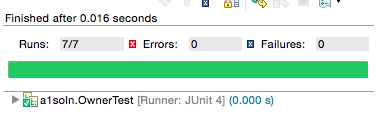 Finished after 0.016 seconds
Runs: 7/7 Errors: 0 Failures: 0
a1soln.OwnerTest [Runner: JUnit 4] (0.000 s)